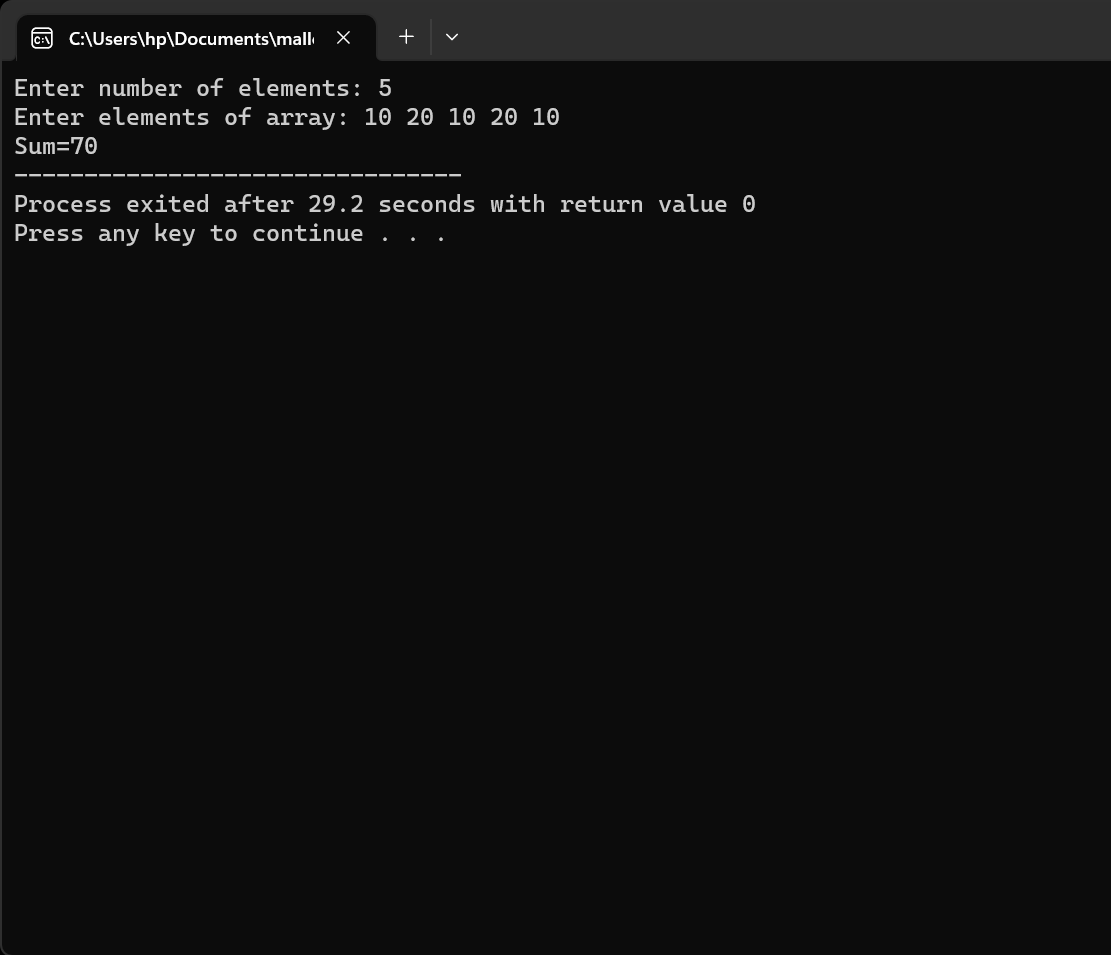 C:\Users\hp\Documents\mall
Enter number of elements: 5
Enter elements of array: 10 20 10 20 10
Sum=70
--------------------------------
Process exited after 29.2 seconds with return value 0
Press any key to continue . . .